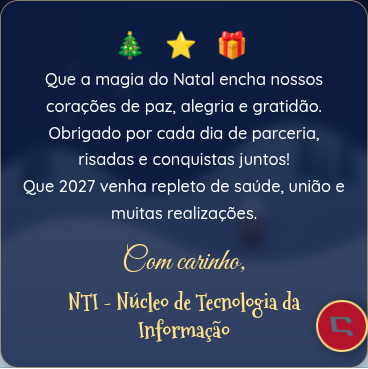 Que a magia do Natal encha nossos
corações de paz, alegria e gratidão.
Obrigado por cada dia de parceria,
risadas e conquistas juntos!
Que 2027 venha repleto de saúde, união e
muitas realizações.
Com carinho,
NTI - Núcleo de Tecnologia da
Informação